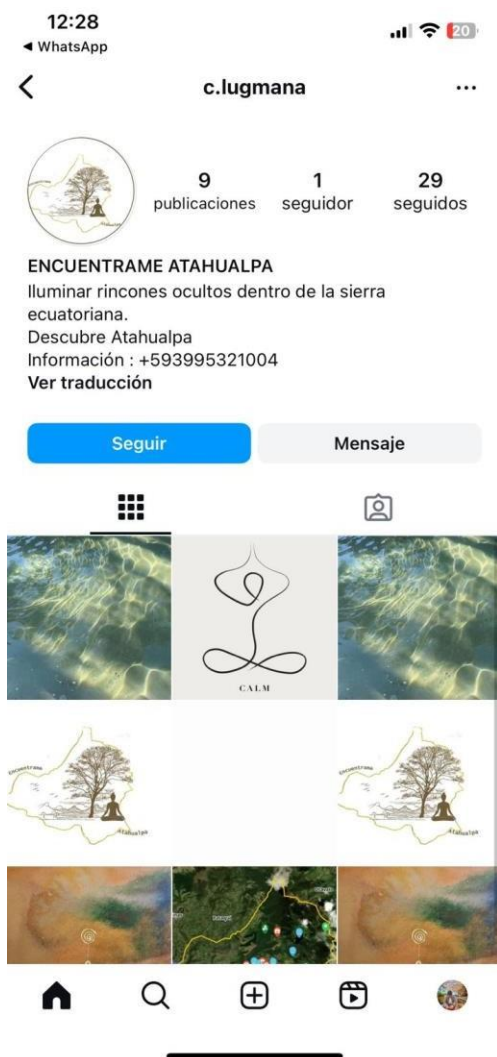 12:28
20
◀ WhatsApp
c.lugmana
9
publicaciones
1
seguidor
29
seguidos
ENCUENTRAME ATAHUALPA
Iluminar rincones ocultos dentro de la sierra
ecuatoriana.
Descubre Atahualpa
Información : +593995321004
Ver traducción
Seguir
Mensaje
CALM
Encuentrame
Atahualpa
Encuentrame
Atahualpa